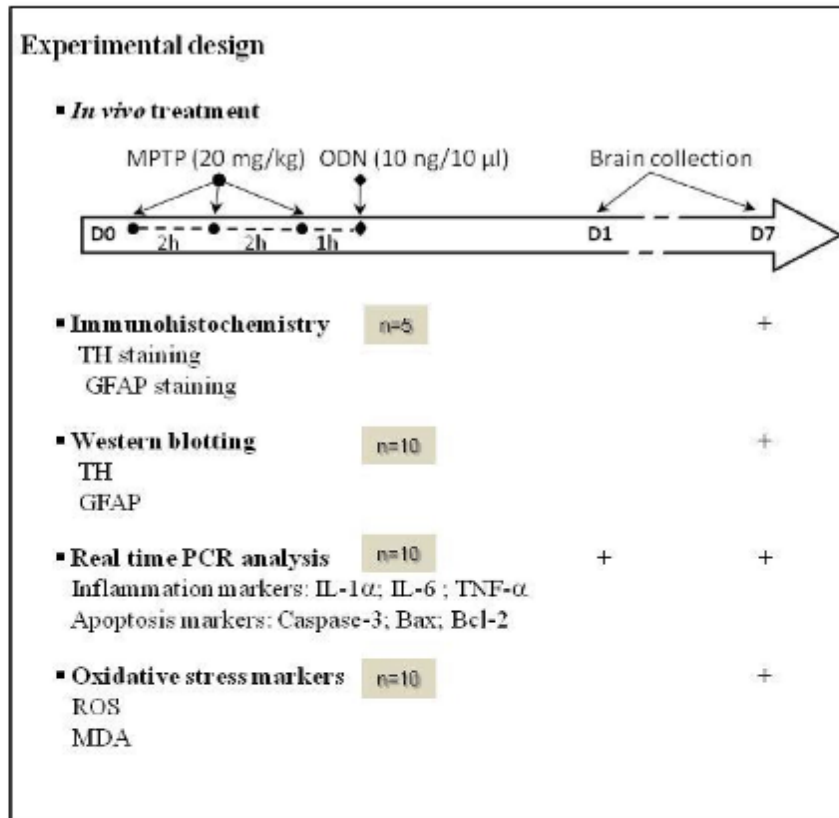 Experimental design
▪ In vivo treatment
MPTP (20 mg/kg) ODN (10 ng/10 µl) Brain collection
D0 2h 2h 1h D1 D7
▪ Immunohistochemistry n=5 +
TH staining
GFAP staining
▪ Western blotting n=10 +
TH
GFAP
▪ Real time PCR analysis n=10 + +
Inflammation markers: IL-1α; IL-6 ; TNF-α
Apoptosis markers: Caspase-3; Bax; Bcl-2
▪ Oxidative stress markers n=10 +
ROS
MDA